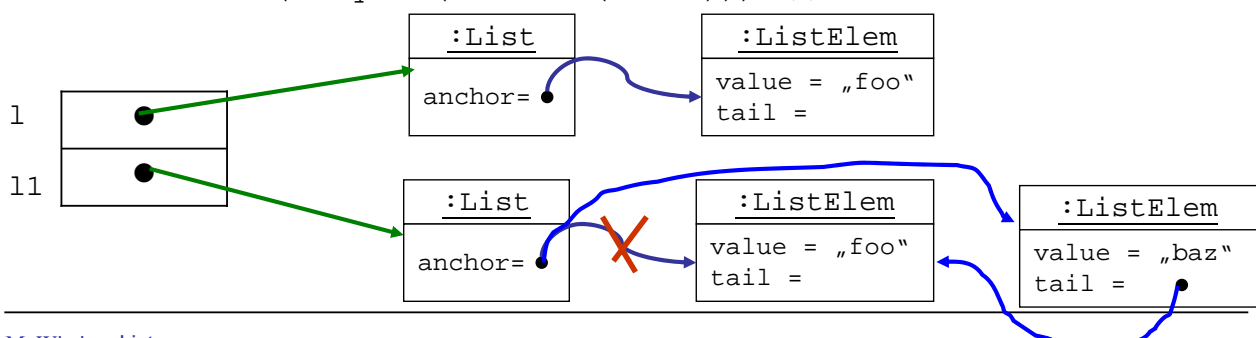 :List
:ListElem
anchor=
value = „foo“
tail =
l
l1
:List
:ListElem
:ListElem
anchor=
value = „foo“
tail =
value = „baz“
tail =